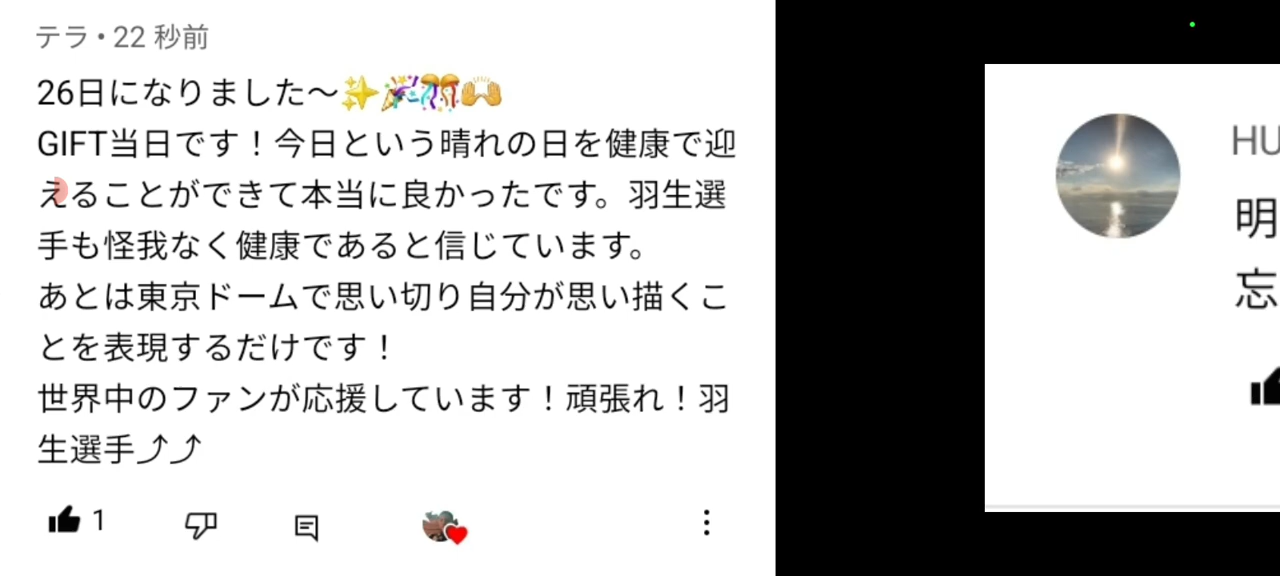 テラ • 22 秒前
26日になりました〜✨🎉🎊🙌
GIFT当日です！今日という晴れの日を健康で迎
えることができて本当に良かったです。羽生選
手も怪我なく健康であると信じています。
あとは東京ドームで思い切り自分が思い描くこ
とを表現するだけです！
世界中のファンが応援しています！頑張れ！羽
生選手⤴⤴
1
HU
明
忘